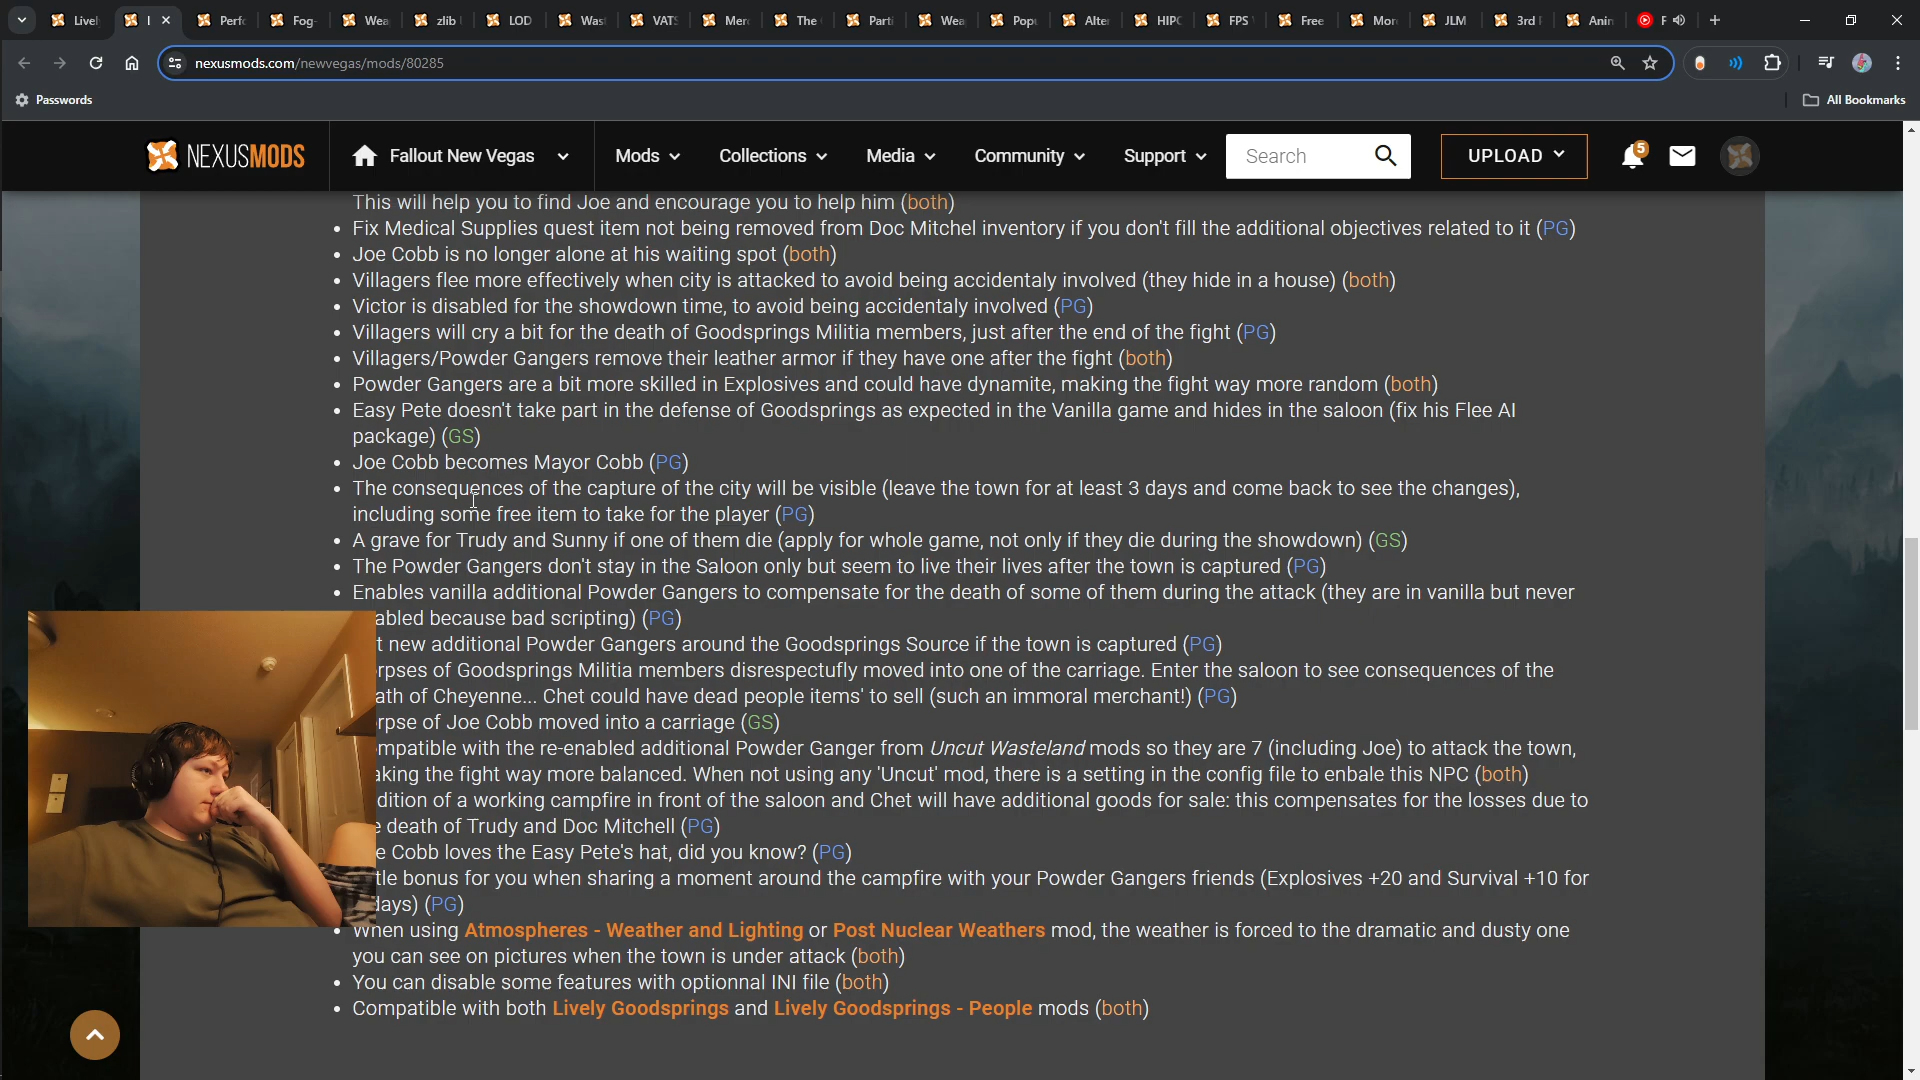 Livel
I
Perfo
Fog-
Wea
zlib
LOD
Wast
VATS
Merc
The
Parti
Wea
Popu
Alte
HIPC
FPS
Free
Mor
JLM
3rd
Anin
F
nexusmods.com/newvegas/mods/80285
Passwords
All Bookmarks
NEXUSMODS
Fallout New Vegas
Mods
Collections
Media
Community
Support
Search
UPLOAD
5
This will help you to find Joe and encourage you to help him (both)
• Fix Medical Supplies quest item not being removed from Doc Mitchel inventory if you don't fill the additional objectives related to it (PG)
• Joe Cobb is no longer alone at his waiting spot (both)
• Villagers flee more effectively when city is attacked to avoid being accidentaly involved (they hide in a house) (both)
• Victor is disabled for the showdown time, to avoid being accidentaly involved (PG)
• Villagers will cry a bit for the death of Goodsprings Militia members, just after the end of the fight (PG)
• Villagers/Powder Gangers remove their leather armor if they have one after the fight (both)
• Powder Gangers are a bit more skilled in Explosives and could have dynamite, making the fight way more random (both)
• Easy Pete doesn't take part in the defense of Goodsprings as expected in the Vanilla game and hides in the saloon (fix his Flee AI
package) (GS)
• Joe Cobb becomes Mayor Cobb (PG)
• The consequences of the capture of the city will be visible (leave the town for at least 3 days and come back to see the changes),
including some free item to take for the player (PG)
• A grave for Trudy and Sunny if one of them die (apply for whole game, not only if they die during the showdown) (GS)
• The Powder Gangers don't stay in the Saloon only but seem to live their lives after the town is captured (PG)
• Enables vanilla additional Powder Gangers to compensate for the death of some of them during the attack (they are in vanilla but never
abled because bad scripting) (PG)
t new additional Powder Gangers around the Goodsprings Source if the town is captured (PG)
rpses of Goodsprings Militia members disrespectufly moved into one of the carriage. Enter the saloon to see consequences of the
ath of Cheyenne... Chet could have dead people items' to sell (such an immoral merchant!) (PG)
rpse of Joe Cobb moved into a carriage (GS)
mpatible with the re-enabled additional Powder Ganger from Uncut Wasteland mods so they are 7 (including Joe) to attack the town,
aking the fight way more balanced. When not using any 'Uncut' mod, there is a setting in the config file to enbale this NPC (both)
dition of a working campfire in front of the saloon and Chet will have additional goods for sale: this compensates for the losses due to
e death of Trudy and Doc Mitchell (PG)
e Cobb loves the Easy Pete's hat, did you know? (PG)
tle bonus for you when sharing a moment around the campfire with your Powder Gangers friends (Explosives +20 and Survival +10 for
days) (PG)
• When using Atmospheres - Weather and Lighting or Post Nuclear Weathers mod, the weather is forced to the dramatic and dusty one
you can see on pictures when the town is under attack (both)
• You can disable some features with optionnal INI file (both)
• Compatible with both Lively Goodsprings and Lively Goodsprings - People mods (both)